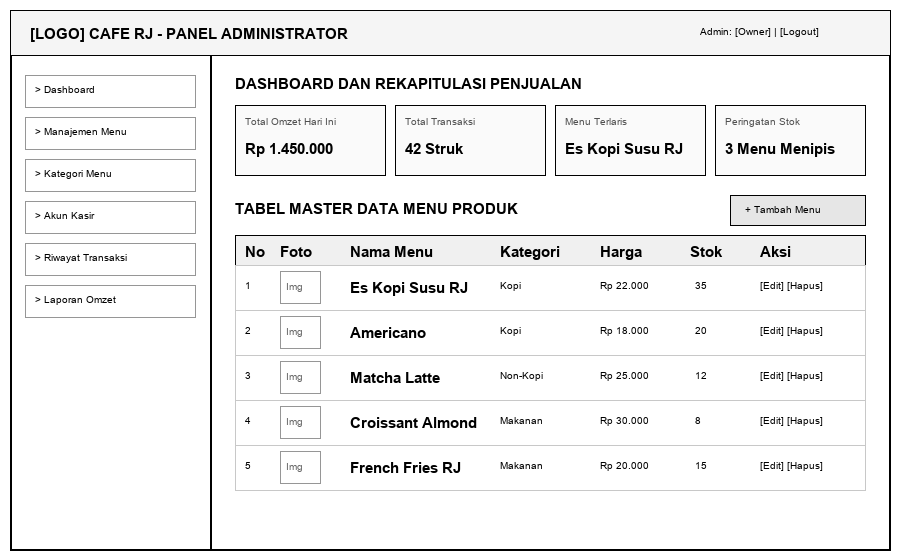 [LOGO] CAFE RJ - PANEL ADMINISTRATOR
Admin: [Owner] | [Logout]
> Dashboard
> Manajemen Menu
> Kategori Menu
> Akun Kasir
> Riwayat Transaksi
> Laporan Omzet
DASHBOARD DAN REKAPITULASI PENJUALAN
Total Omzet Hari Ini
Rp 1.450.000
Total Transaksi
42 Struk
Menu Terlaris
Es Kopi Susu RJ
Peringatan Stok
3 Menu Menipis
TABEL MASTER DATA MENU PRODUK
+ Tambah Menu
No Foto Nama Menu Kategori Harga Stok Aksi
1 Img Es Kopi Susu RJ Kopi Rp 22.000 35 [Edit] [Hapus]
2 Img Americano Kopi Rp 18.000 20 [Edit] [Hapus]
3 Img Matcha Latte Non-Kopi Rp 25.000 12 [Edit] [Hapus]
4 Img Croissant Almond Makanan Rp 30.000 8 [Edit] [Hapus]
5 Img French Fries RJ Makanan Rp 20.000 15 [Edit] [Hapus]